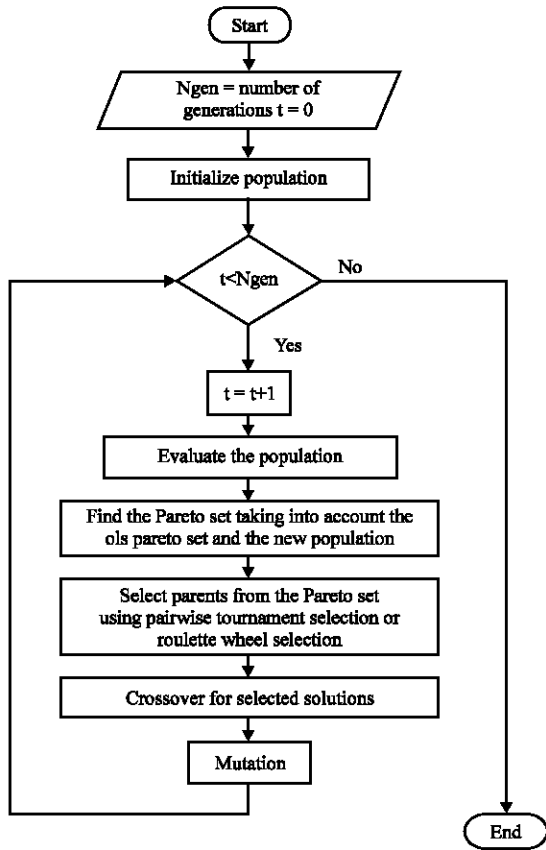 Start
Ngen = number of
generations t = 0
Initialize population
t<Ngen
No
Yes
t = t+1
Evaluate the population
Find the Pareto set taking into account the
ols pareto set and the new population
Select parents from the Pareto set
using pairwise tournament selection or
roulette wheel selection
Crossover for selected solutions
Mutation
End